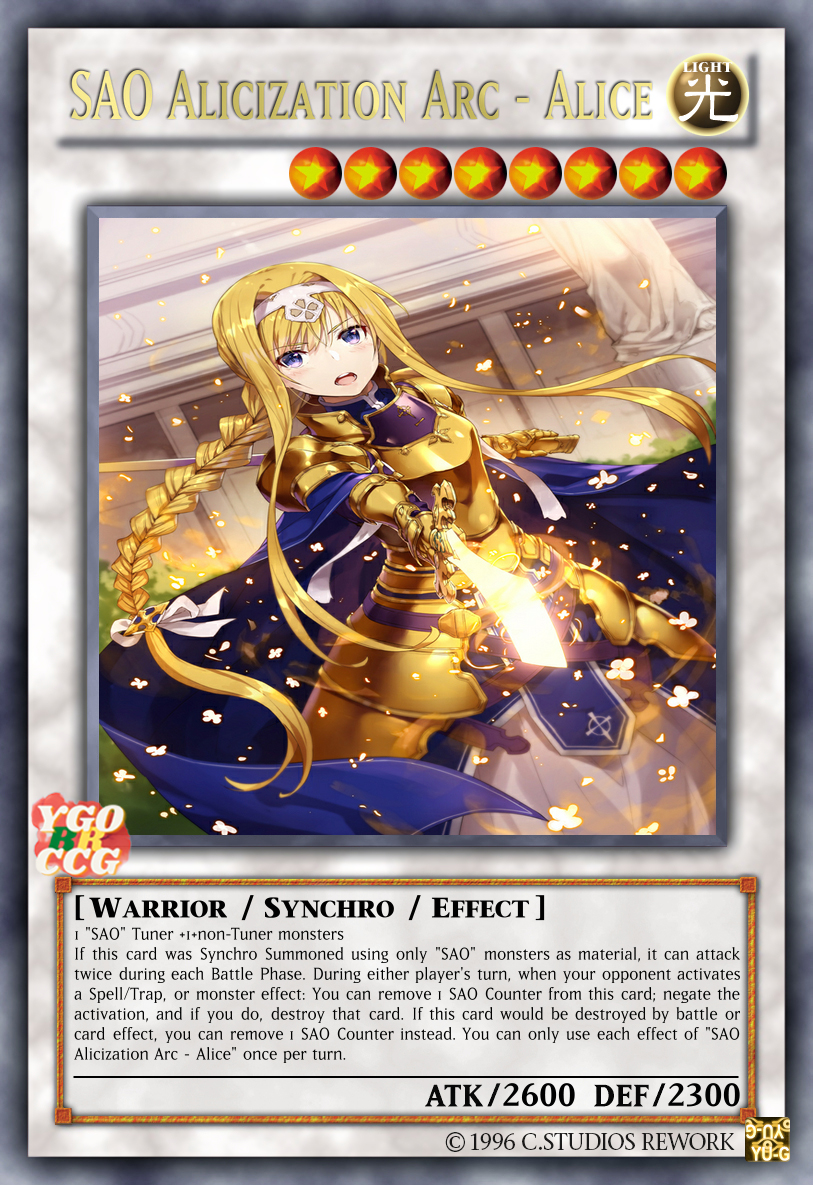 SAO Alicization Arc - Alice
LIGHT
光
YGO
RR
CCG
[ Warrior / Synchro / Effect ]
1 "SAO" Tuner +1+non-Tuner monsters
If this card was Synchro Summoned using only "SAO" monsters as material, it can attack
twice during each Battle Phase. During either player's turn, when your opponent activates
a Spell/Trap, or monster effect: You can remove 1 SAO Counter from this card; negate the
activation, and if you do, destroy that card. If this card would be destroyed by battle or
card effect, you can remove 1 SAO Counter instead. You can only use each effect of "SAO
Alicization Arc - Alice" once per turn.
ATK/2600 DEF/2300
© 1996 C.STUDIOS REWORK
YU-G